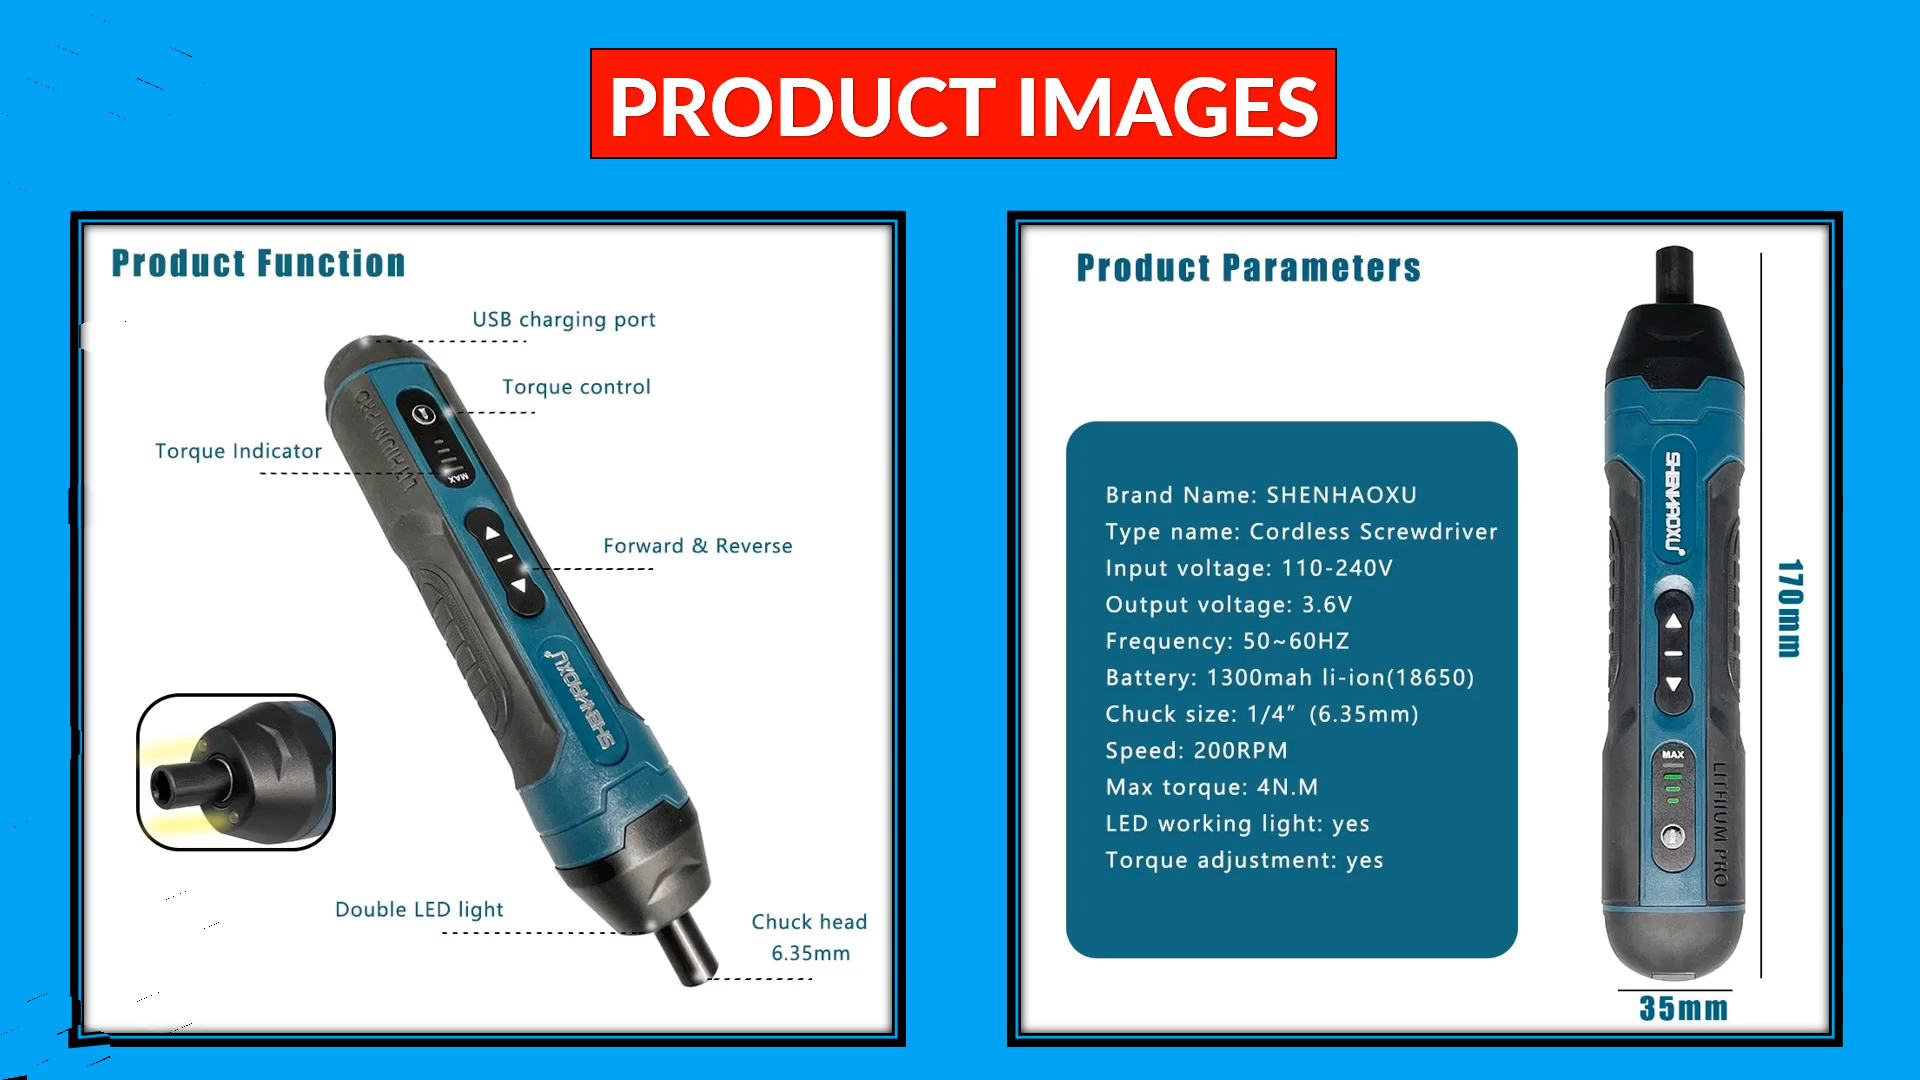 PRODUCT IMAGES
Product Function
USB charging port
Torque control
Torque Indicator
LITHIUM PRO
MAX
Forward & Reverse
SHENHAOXU
Double LED light
Chuck head
6.35mm
Product Parameters
Brand Name: SHENHAOXU
Type name: Cordless Screwdriver
Input voltage: 110-240V
Output voltage: 3.6V
Frequency: 50~60HZ
Battery: 1300mah li-ion(18650)
Chuck size: 1/4” (6.35mm)
Speed: 200RPM
Max torque: 4N.M
LED working light: yes
Torque adjustment: yes
SHENHAOXU
MAX
LITHIUM PRO
170mm
35mm